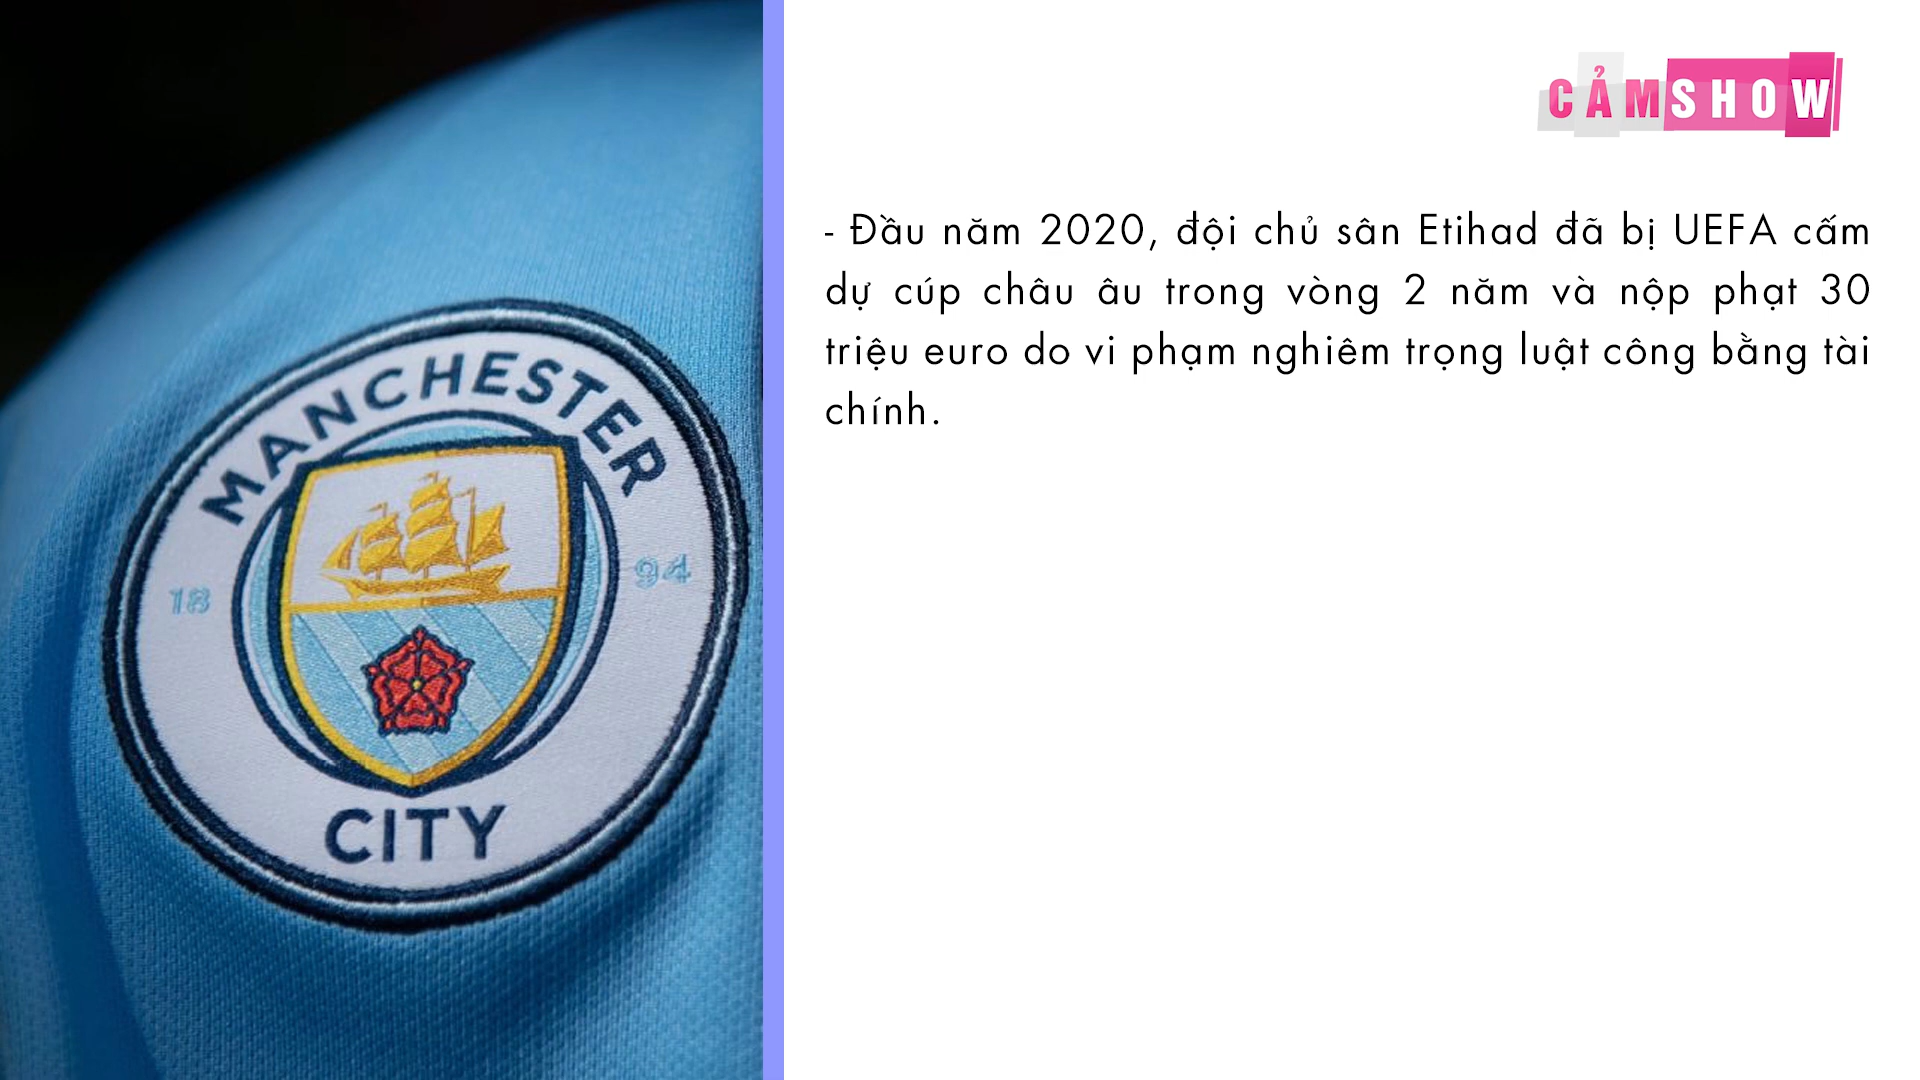 CẢMSHOW
- Đầu năm 2020, đội chủ sân Etihad đã bị UEFA cấm
dự cúp châu âu trong vòng 2 năm và nộp phạt 30
triệu euro do vi phạm nghiêm trọng luật công bằng tài
chính.
MANCHESTER
18 94
CITY